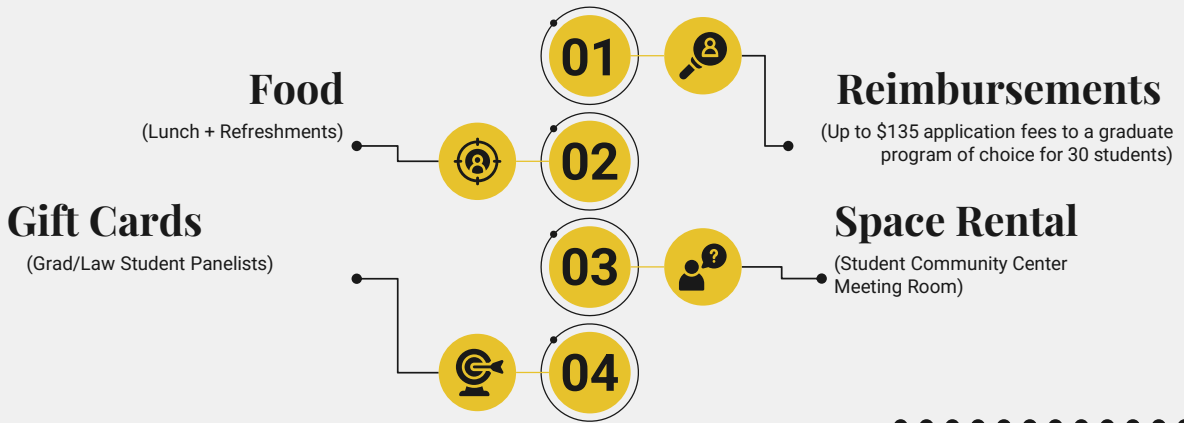 01
Reimbursements
(Up to $135 application fees to a graduate
program of choice for 30 students)
Food
(Lunch + Refreshments)
02
03
?
Space Rental
(Student Community Center
Meeting Room)
Gift Cards
(Grad/Law Student Panelists)
04